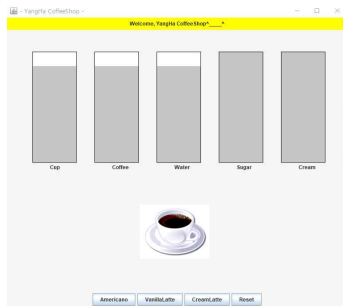 - YangHa CoffeeShop -
Welcome, YangHa CoffeeShop^____^
Cup Coffee Water Sugar Cream
Americano VanillaLatte CreamLatte Reset